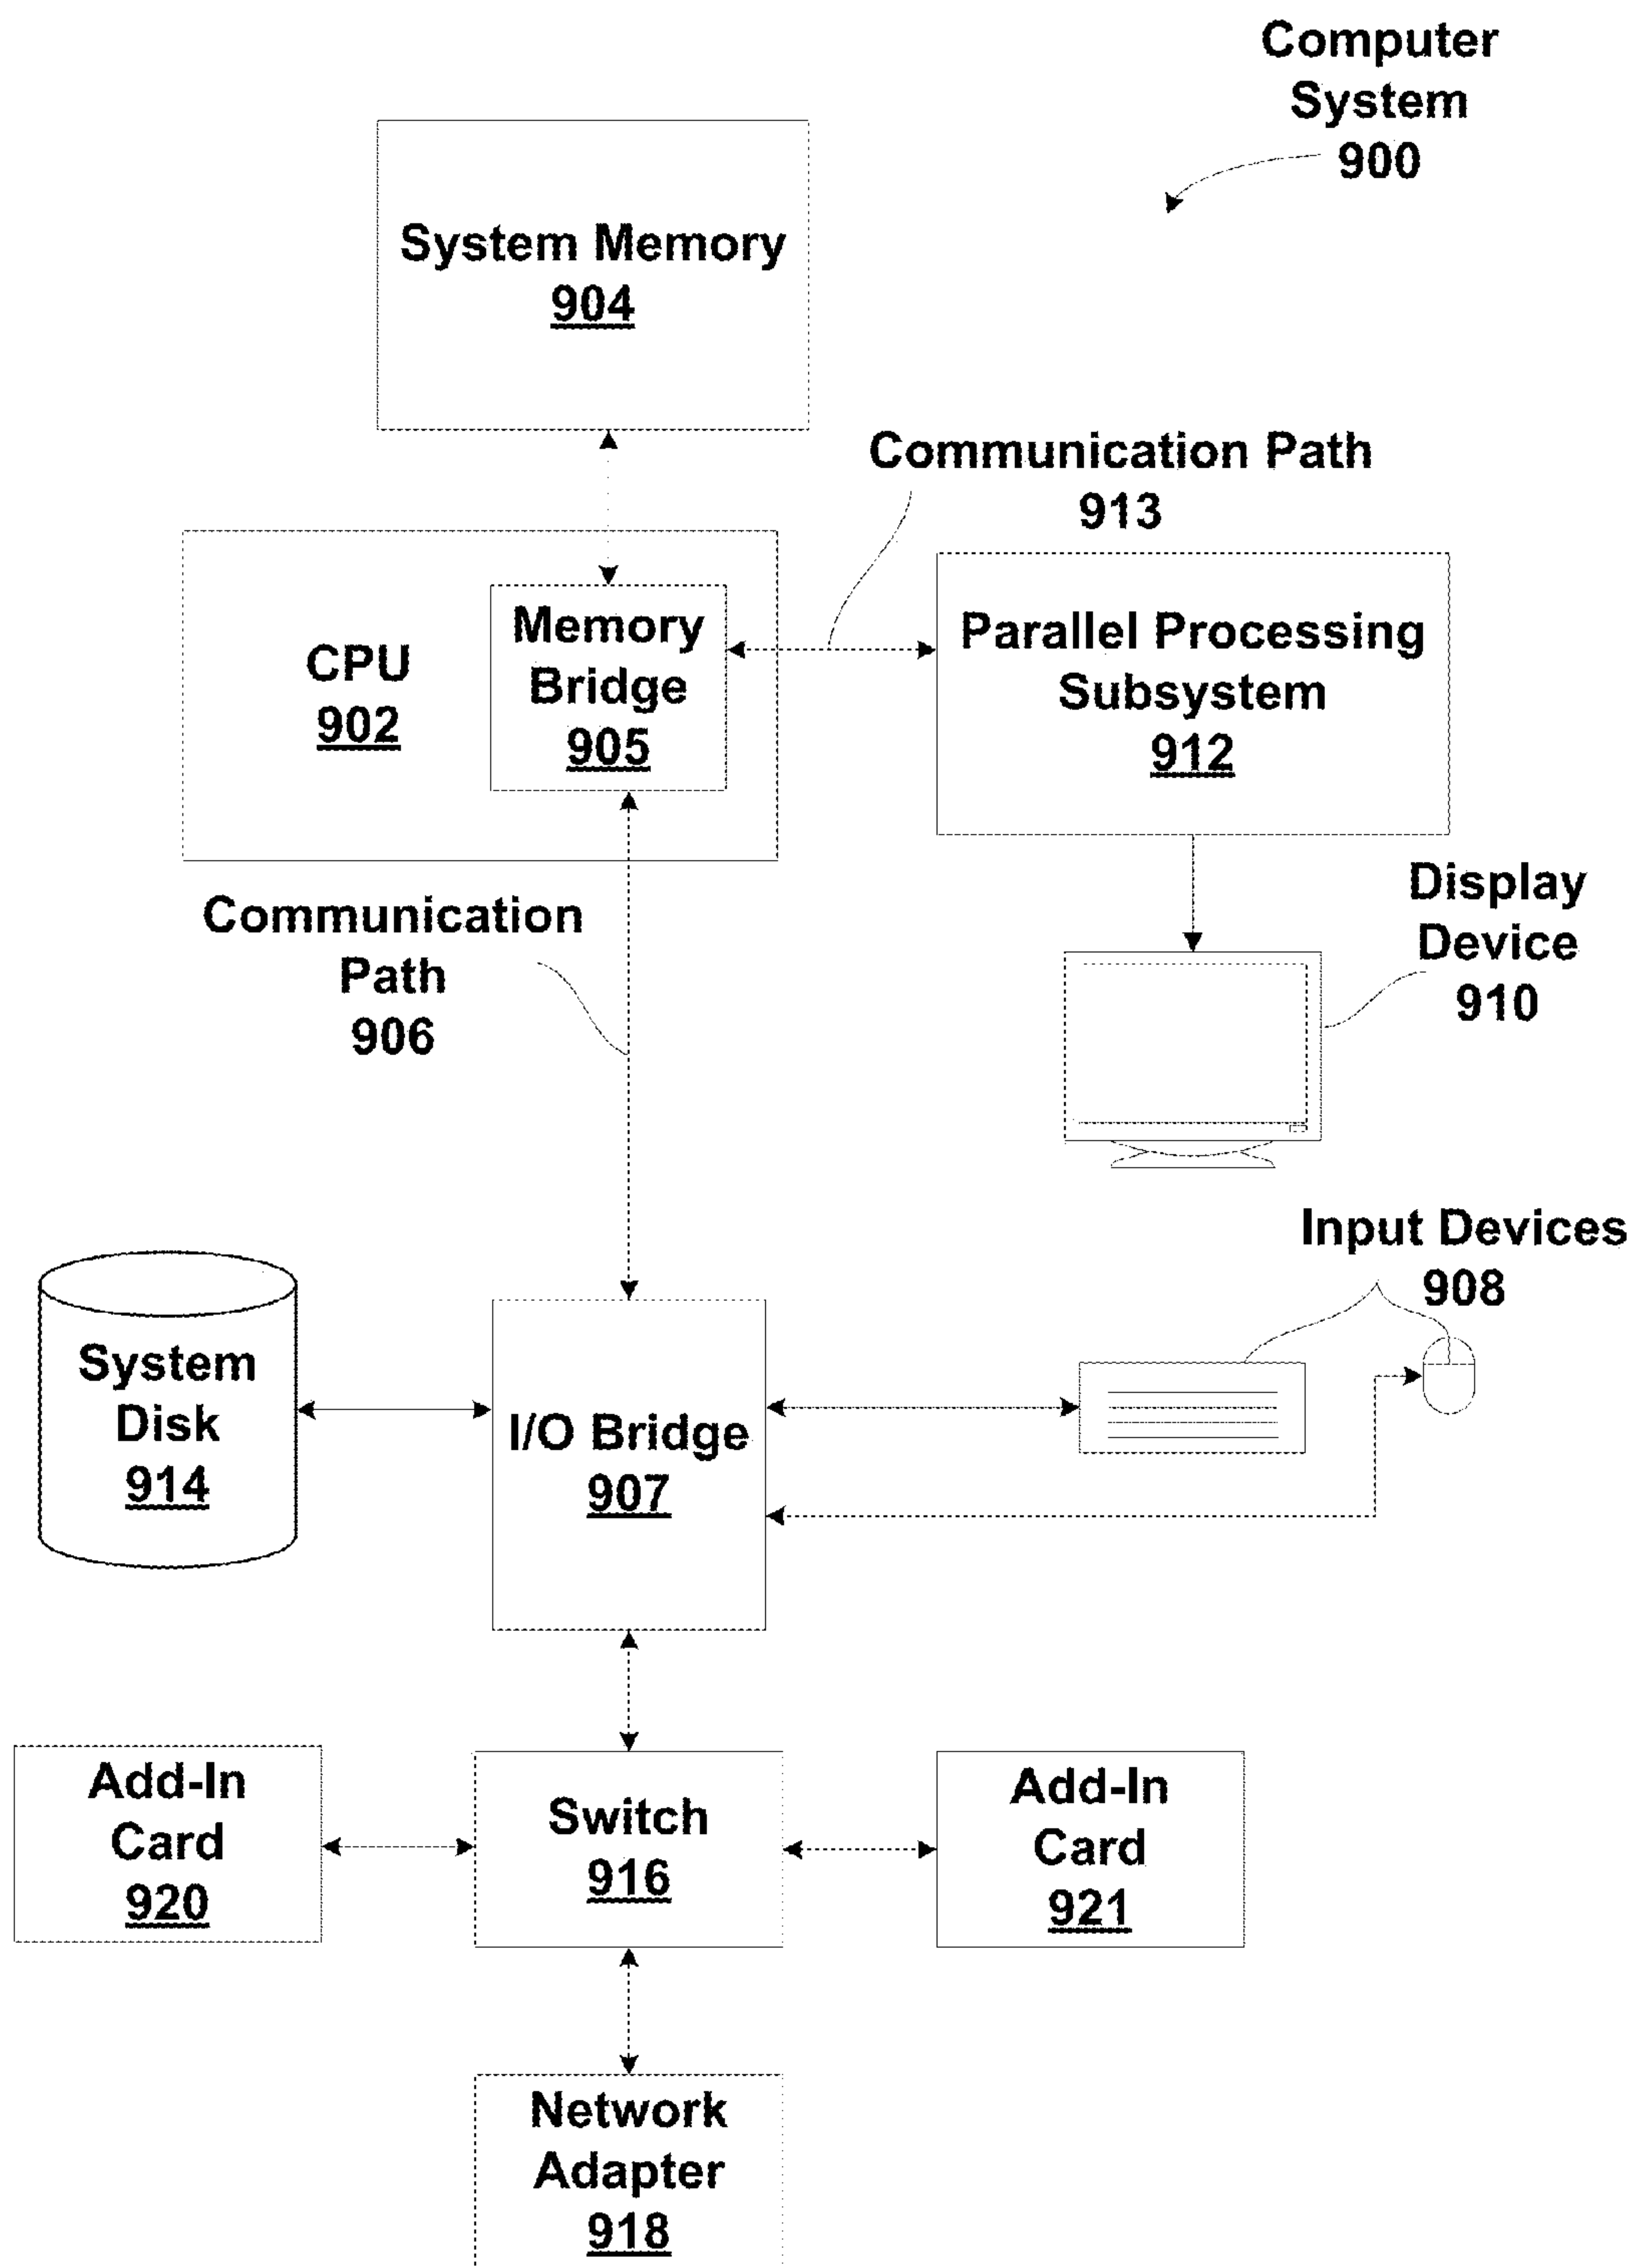 Computer
System
900
System Memory
904
Communication Path
913
CPU
902
Memory
Bridge
905
Parallel Processing
Subsystem
912
Communication
Path
906
Display
Device
910
Input Devices
908
System
Disk
914
I/O Bridge
907
Add-In
Card
920
Switch
916
Add-In
Card
921
Network
Adapter
918